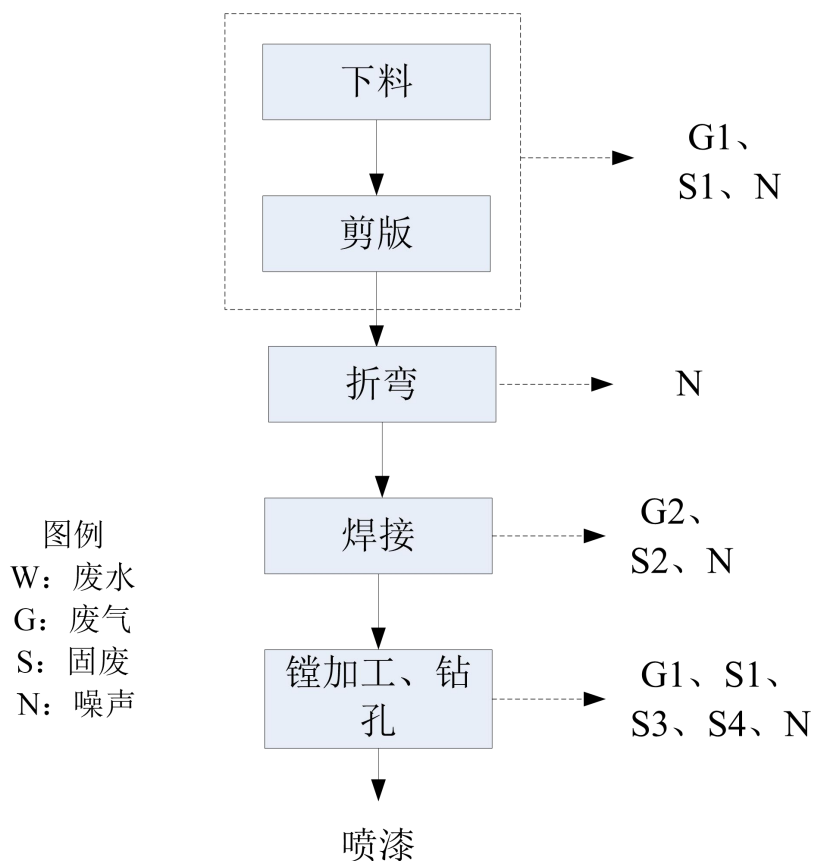 下料
G1、
S1、N
剪版
折弯
N
焊接
G2、
S2、N
图例
W：废水
G：废气
S：固废
N：噪声
镗加工、钻
孔
G1、S1、
S3、S4、N
喷漆